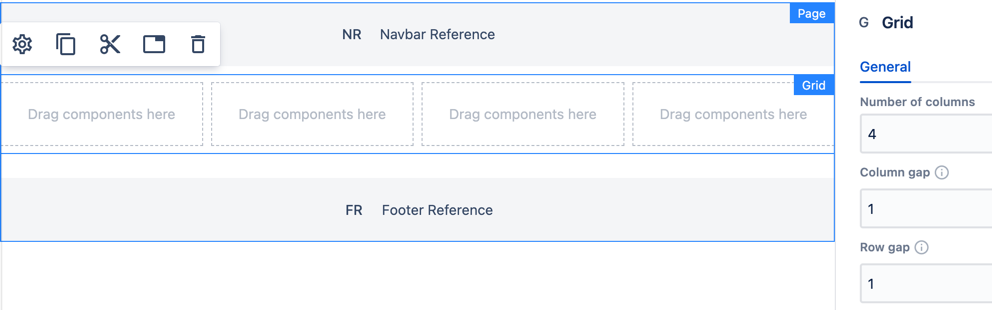 Page
NR Navbar Reference
Grid
Drag components here Drag components here Drag components here Drag components here
FR Footer Reference
G Grid
General
Number of columns
4
Column gap
1
Row gap
1